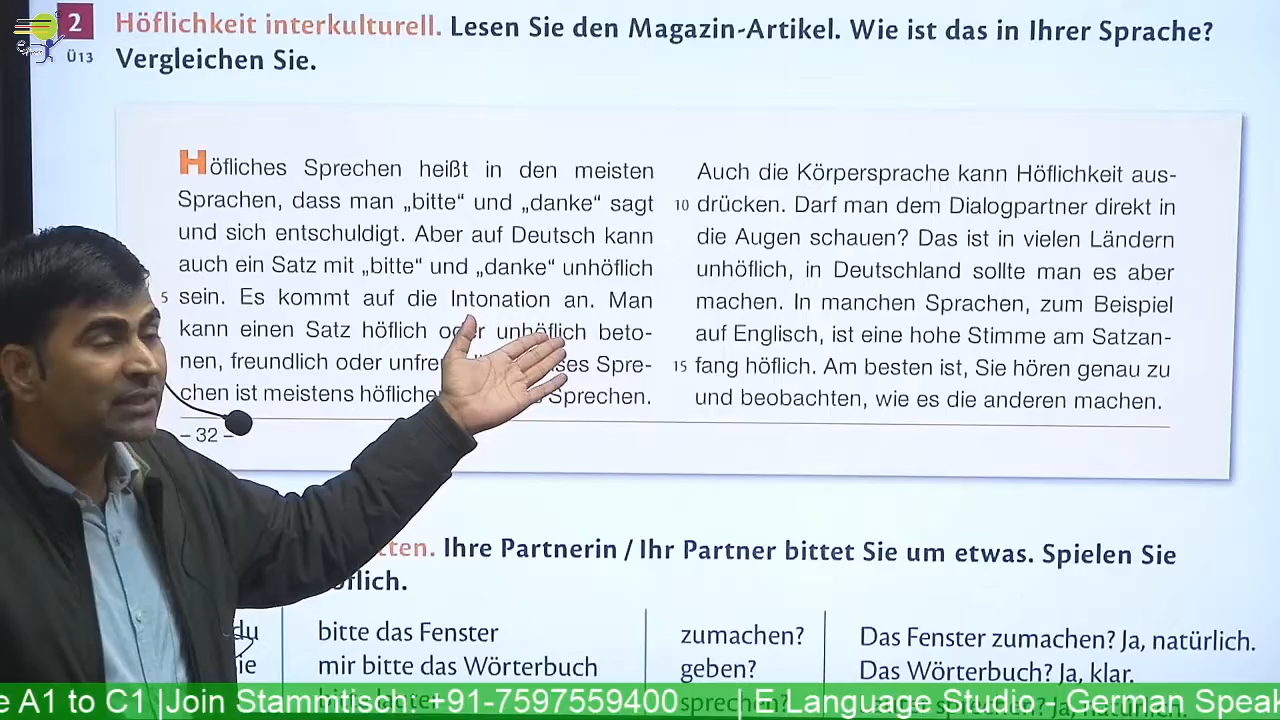 2 Höflichkeit interkulturell. Lesen Sie den Magazin-Artikel. Wie ist das in Ihrer Sprache?
Ü13 Vergleichen Sie.
Höfliches Sprechen heißt in den meisten
Sprachen, dass man „bitte“ und „danke“ sagt
und sich entschuldigt. Aber auf Deutsch kann
auch ein Satz mit „bitte“ und „danke“ unhöflich
5 sein. Es kommt auf die Intonation an. Man
kann einen Satz höflich oder unhöflich beto-
nen, freundlich oder Spre-
chen ist meistens Sprechen.
– 32 –
Auch die Körpersprache kann Höflichkeit aus-
10 drücken. Darf man dem Dialogpartner direkt in
die Augen schauen? Das ist in vielen Ländern
unhöflich, in Deutschland sollte man es aber
machen. In manchen Sprachen, zum Beispiel
auf Englisch, ist eine hohe Stimme am Satzan-
15 fang höflich. Am besten ist, Sie hören genau zu
und beobachten, wie es die anderen machen.
Ihre Partnerin / Ihr Partner bittet Sie um etwas. Spielen Sie
du bitte das Fenster zumachen? Das Fenster zumachen? Ja, natürlich.
mir bitte das Wörterbuch geben? Das Wörterbuch? Ja, klar.
sprechen?
A1 to C1 |Join Stammtisch: +91-7597559400 | E Language Studio - German